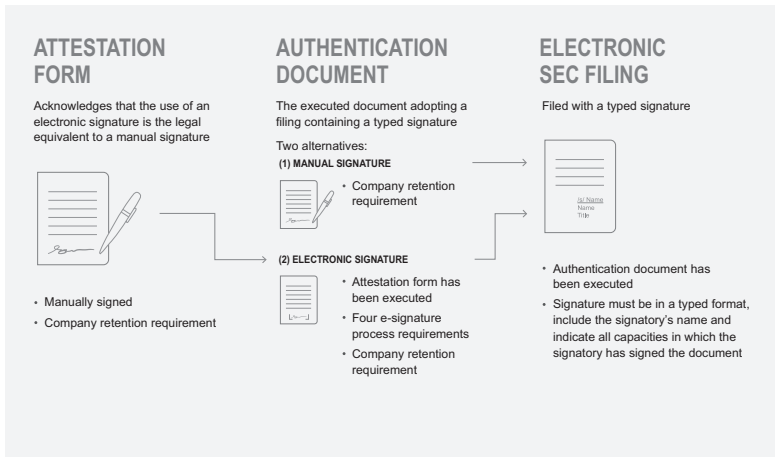 ATTESTATION
FORM
Acknowledges that the use of an
electronic signature is the legal
equivalent to a manual signature
• Manually signed
• Company retention requirement
AUTHENTICATION
DOCUMENT
The executed document adopting a
filing containing a typed signature
Two alternatives:
(1) MANUAL SIGNATURE
• Company retention
requirement
(2) ELECTRONIC SIGNATURE
• Attestation form has
been executed
• Four e-signature
process requirements
• Company retention
requirement
ELECTRONIC
SEC FILING
Filed with a typed signature
/s/ Name
Name
Title
• Authentication document has
been executed
• Signature must be in a typed format,
include the signatory’s name and
indicate all capacities in which the
signatory has signed the document